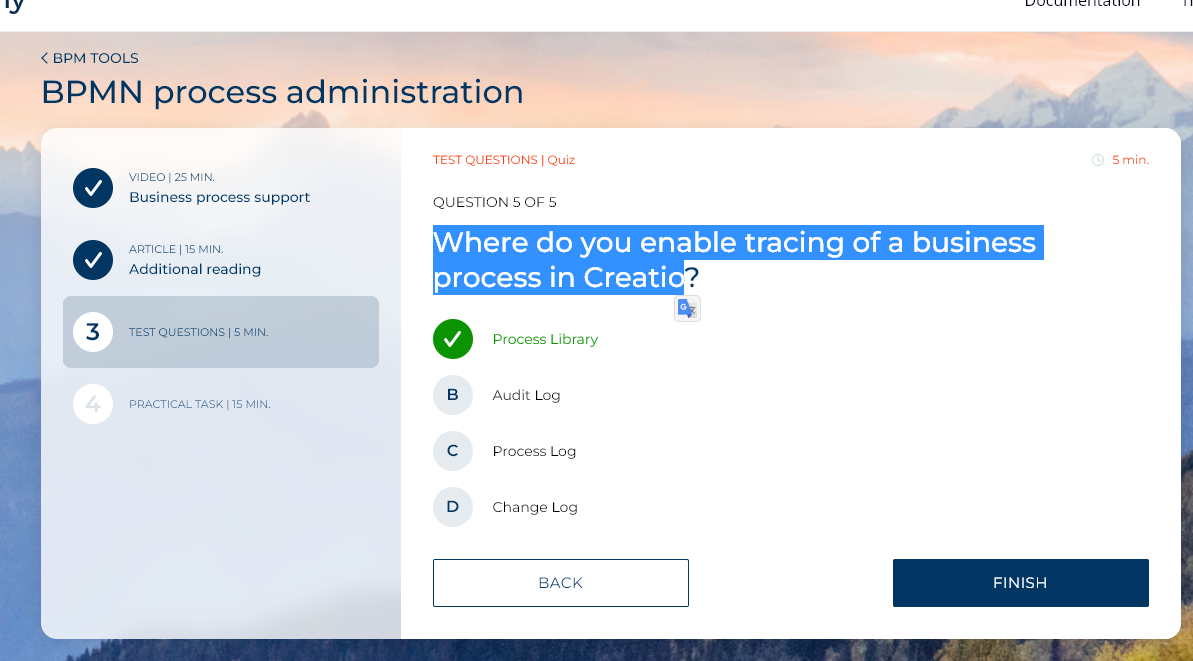 Documentation
< BPM TOOLS
BPMN process administration
VIDEO | 25 MIN.
Business process support
ARTICLE | 15 MIN.
Additional reading
3
TEST QUESTIONS | 5 MIN.
4
PRACTICAL TASK | 15 MIN.
TEST QUESTIONS | Quiz
5 min.
QUESTION 5 OF 5
Where do you enable tracing of a business
process in Creatio?
Process Library
B Audit Log
C Process Log
D Change Log
BACK
FINISH